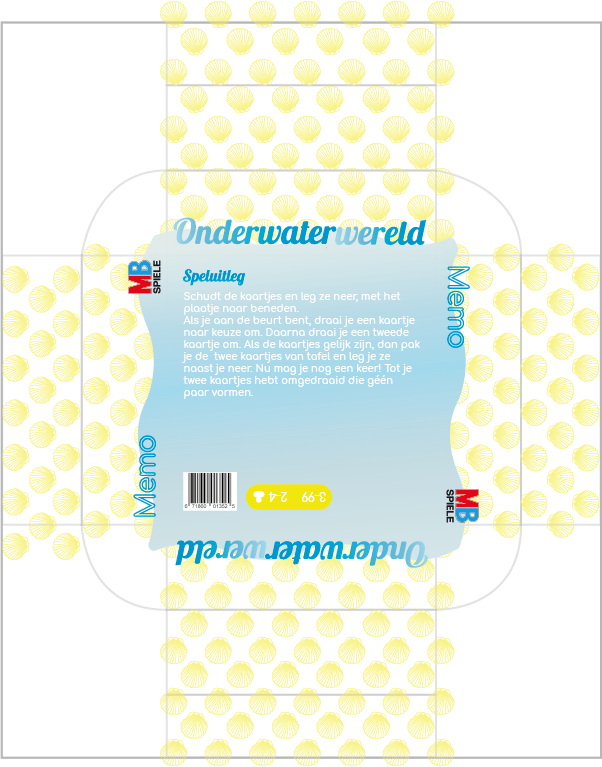 Onderwaterwereld
MB
SPIELE
Speluitleg
Memo
Schudt de kaartjes en leg ze neer, met het
plaatje naar beneden.
Als je aan de beurt bent, draai je een kaartje
naar keuze om. Daarna draai je een tweede
kaartje om. Als de kaartjes gelijk zijn, dan pak
je de twee kaartjes van tafel en leg je ze
naast je neer. Nu mag je nog een keer! Tot je
twee kaartjes hebt omgedraaid die géén
paar vormen.
Memo
6 71860 01352 5
2-4
3-99
MB
SPIELE
Onderwaterwereld